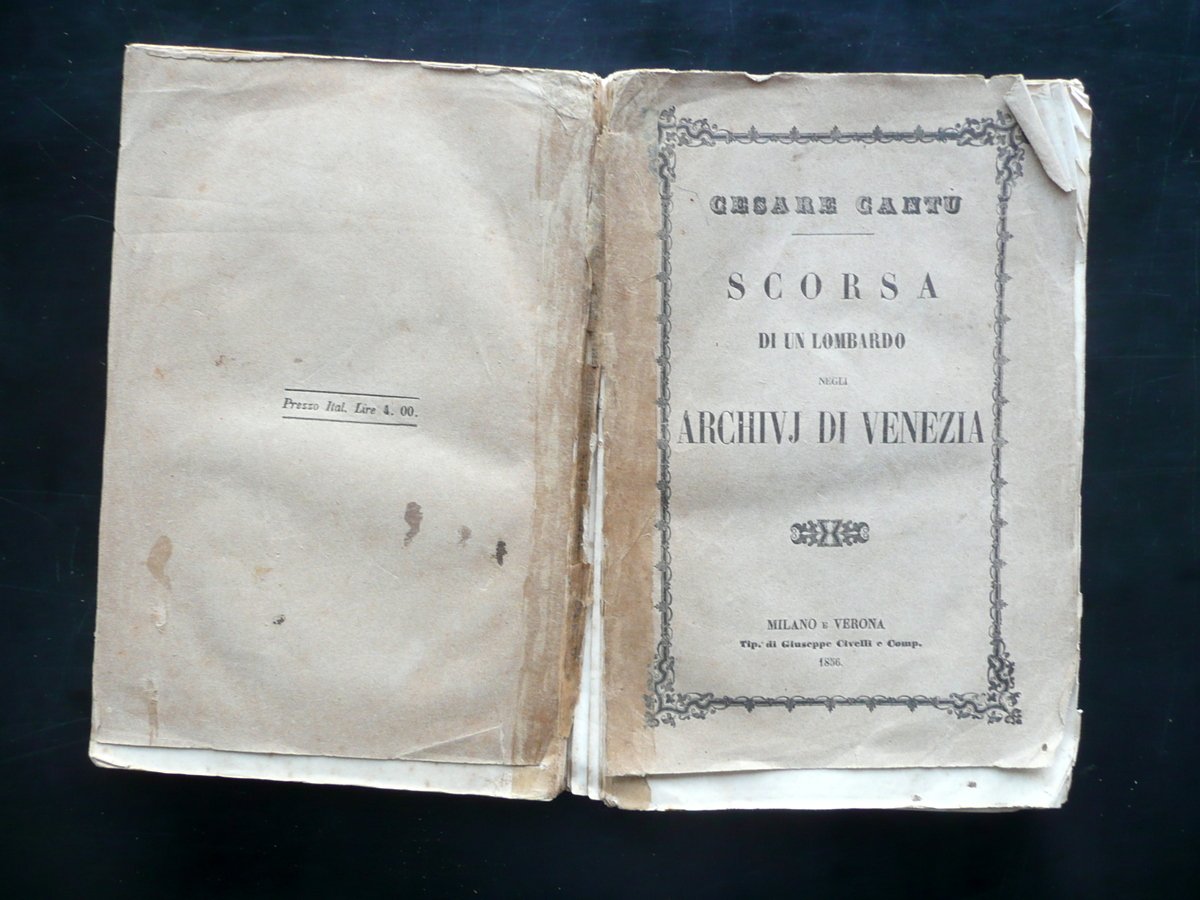 Prezzo Ital. Lire 4. 00.
CESARE CANTÙ
SCORSA
DI UN LOMBARDO
NEGLI
ARCHIVJ DI VENEZIA
MILANO E VERONA
Tip. di Giuseppe Civelli e Comp.
1856.